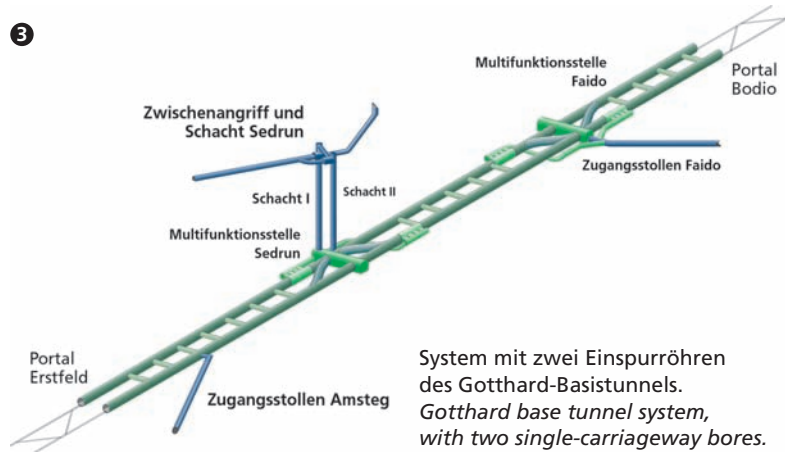 3
Multifunktionsstelle
Faido
Portal
Bodio
Zwischenangriff und
Schacht Sedrun
Zugangsstollen Faido
Schacht I
Schacht II
Multifunktionsstelle
Sedrun
Portal
Erstfeld
Zugangsstollen Amsteg
System mit zwei Einspurröhren
des Gotthard-Basistunnels.
Gotthard base tunnel system,
with two single-carriageway bores.